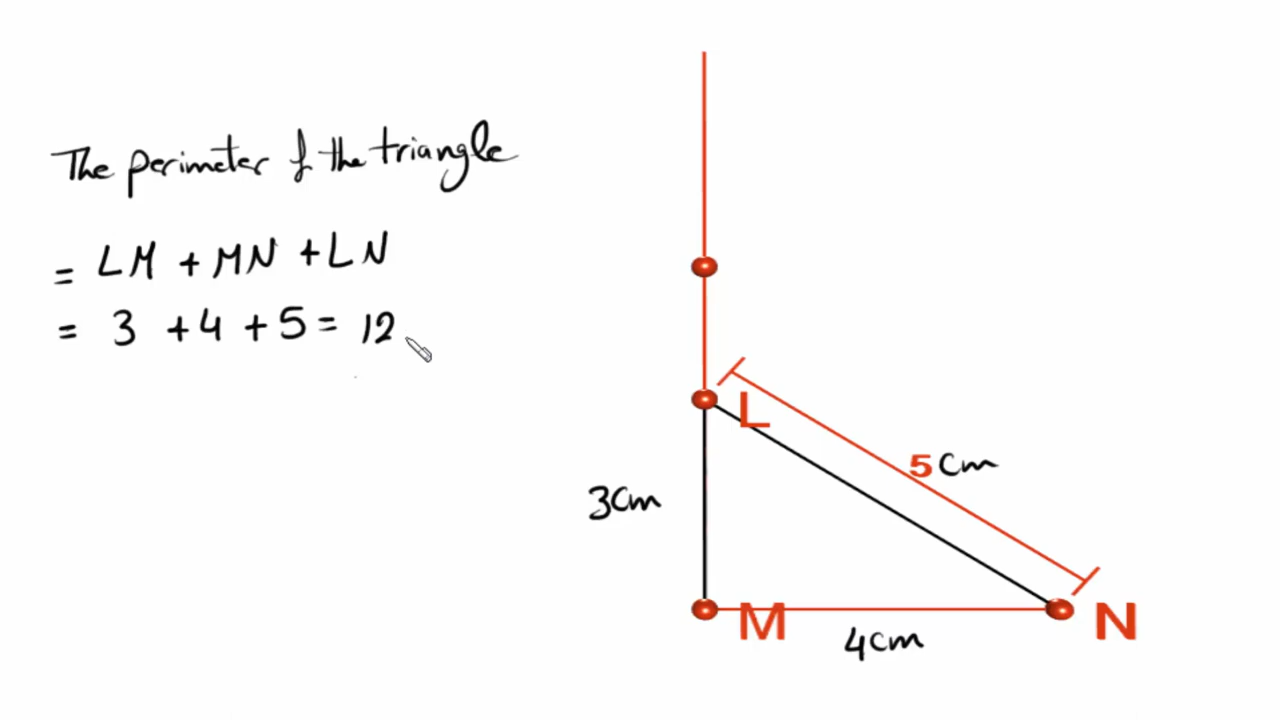 The perimeter of the triangle
= LM + MN + LN
= 3 + 4 + 5 = 12
L
5 cm
3cm
M
N
4cm